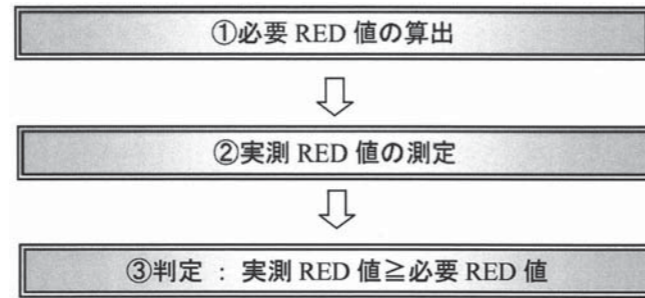 ①必要 RED 値の算出
②実測 RED 値の測定
③判定 : 実測 RED 値≧必要 RED 値